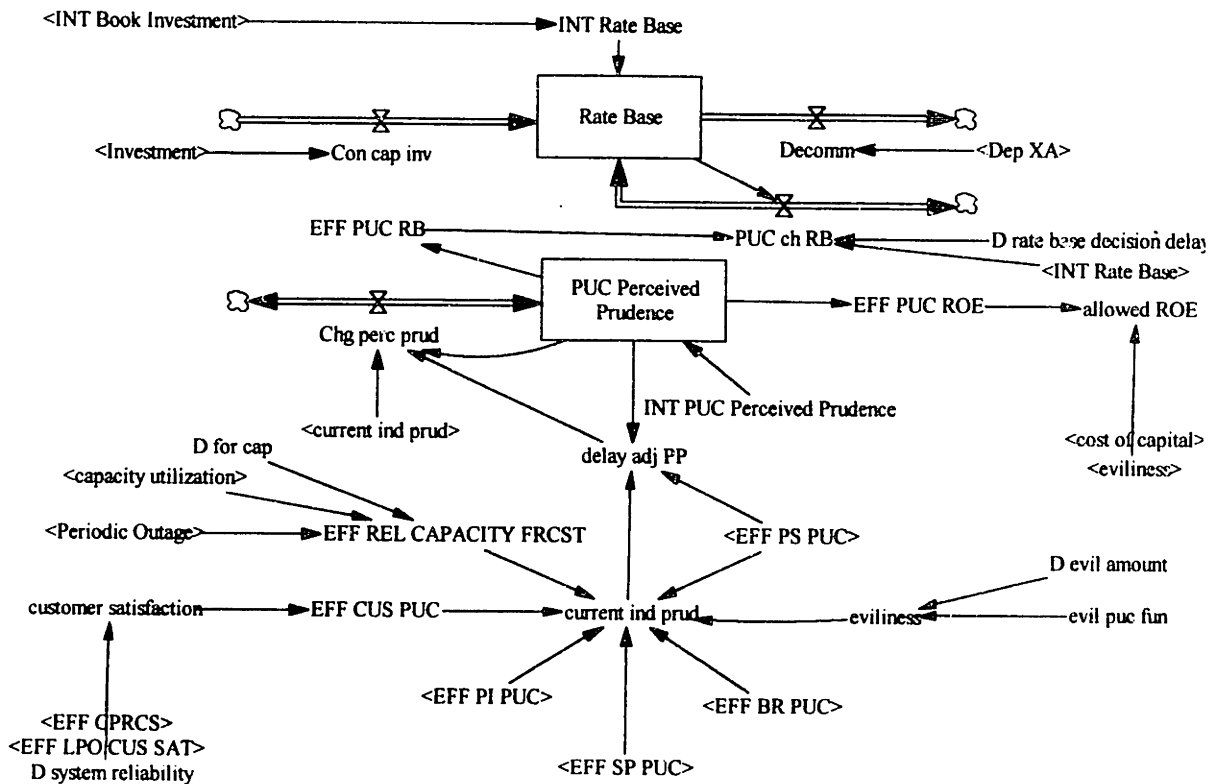 <INT Book Investment>
INT Rate Base
Rate Base
<Investment>
Con cap inv
Decomm
<Dep XA>
EFF PUC RB
PUC ch RB
D rate base decision delay
<INT Rate Base>
PUC Perceived
Prudence
EFF PUC ROE
allowed ROE
Chg perc prud
INT PUC Perceived Prudence
<current ind prud>
<cost of capital>
<eviliness>
D for cap
delay adj PP
<capacity utilization>
<Periodic Outage>
EFF REL CAPACITY FRCST
<EFF PS PUC>
D evil amount
customer satisfaction
EFF CUS PUC
current ind prud
eviliness
evil puc fun
<EFF PI PUC>
<EFF BR PUC>
<EFF CPRCS>
<EFF LPO CUS SAT>
D system reliability
<EFF SP PUC>